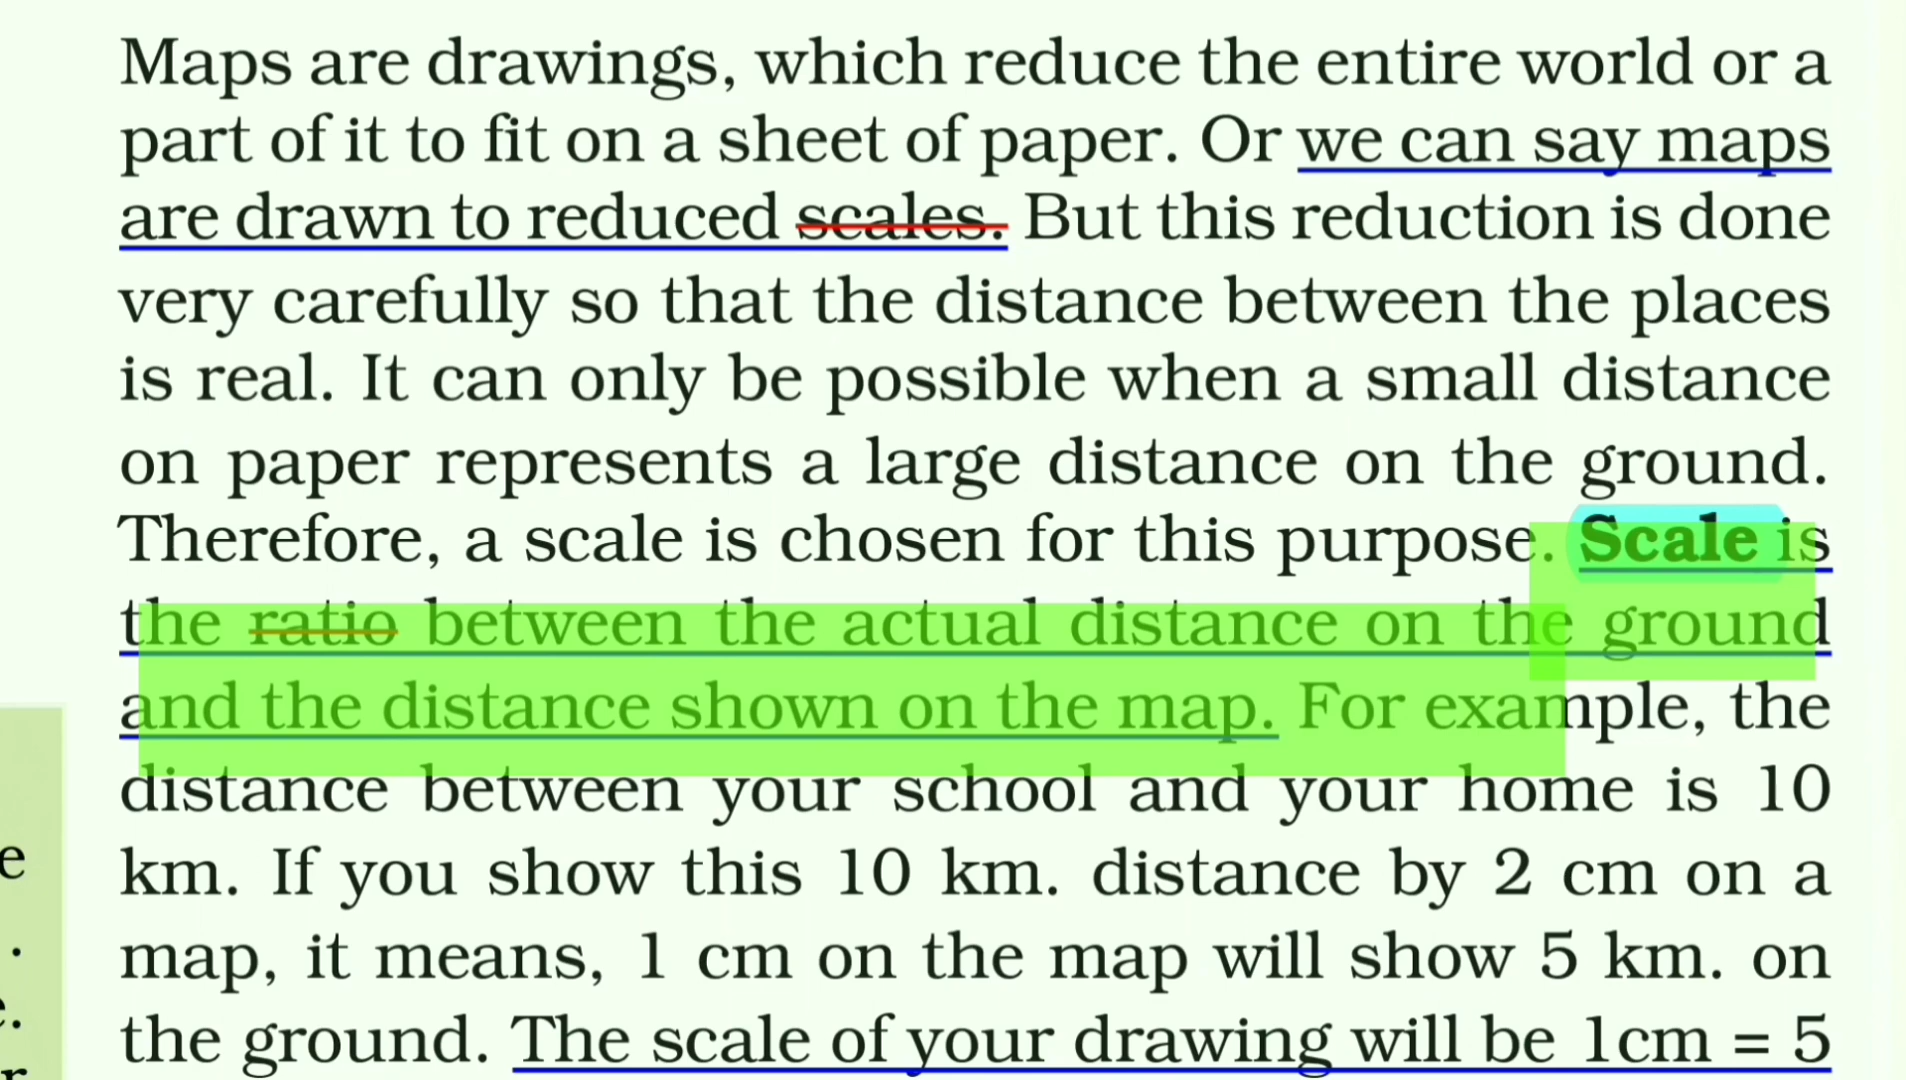 Maps are drawings, which reduce the entire world or a
part of it to fit on a sheet of paper. Or we can say maps
are drawn to reduced scales. But this reduction is done
very carefully so that the distance between the places
is real. It can only be possible when a small distance
on paper represents a large distance on the ground.
Therefore, a scale is chosen for this purpose. Scale is
the ratio between the actual distance on the ground
and the distance shown on the map. For example, the
distance between your school and your home is 10
km. If you show this 10 km. distance by 2 cm on a
map, it means, 1 cm on the map will show 5 km. on
the ground. The scale of your drawing will be 1cm = 5